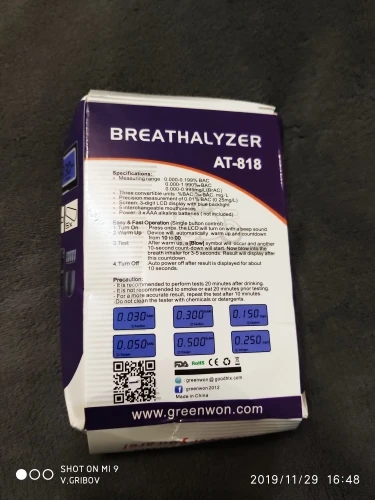 BREATHALYZER
AT-818
Specifications:
- Measuring range : 0.000-0.199% BAC
0.000-1.990‰ BAC
0.000-0.999mg/L BrAC)
- Three convertible units: %BAC,‰BAC, mg / L
- Precision measurement of 0.01%BAC (0.25mg/L)
- Screen: 3-digit LCD display with blue backlight
- 5 interchangeable mouthpieces
- Power: 3 x AAA alkaline batteries ( not included)
Easy & Fast Operation (Single button control):
1.Turn On : Press once, the LCD will turn on with a beep sound.
2.Warm Up : Device will automatically warm up and countdown
from 10 to 00.
3.Test : After warm up, a [Blow] symbol will occur and another
10-second count-down will start. Now blow into the
breath inhaler for 3-5 seconds. Result will display after
this countdown.
4.Turn Off : Auto power off after result is displayed for about
10 seconds.
Precaution:
- It is recommended to perform tests 20 minutes after drinking.
- It is not recommended to smoke or eat 20 minutes prior testing.
- For a more accurate result, repeat the test after 10 minutes.
- Do not clean the tester with chemicals or detergents.
0.030 0.300 0.150
0.050 0.500 0.250
5x
FDA RoHS CE
: greenwon @ goodbix.com
: greenwon2012
Made in China
www.greenwon.com
SHOT ON MI 9
V.GRIBOV
2019/11/29 16:48